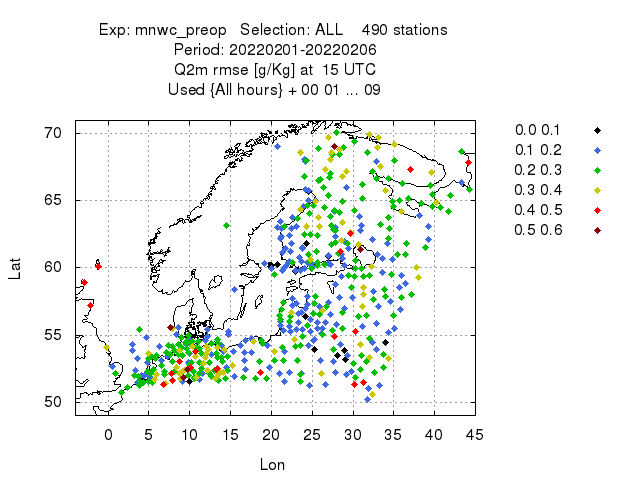 Exp: mnwc_preop   Selection: ALL    490 stations
Period: 20220201-20220206
Q2m rmse [g/Kg] at  15 UTC
Used {All hours} + 00 01 ... 09
70
65
60
55
50
Lat
0 5 10 15 20 25 30 35 40 45
Lon
0.0 0.1
0.1 0.2
0.2 0.3
0.3 0.4
0.4 0.5
0.5 0.6